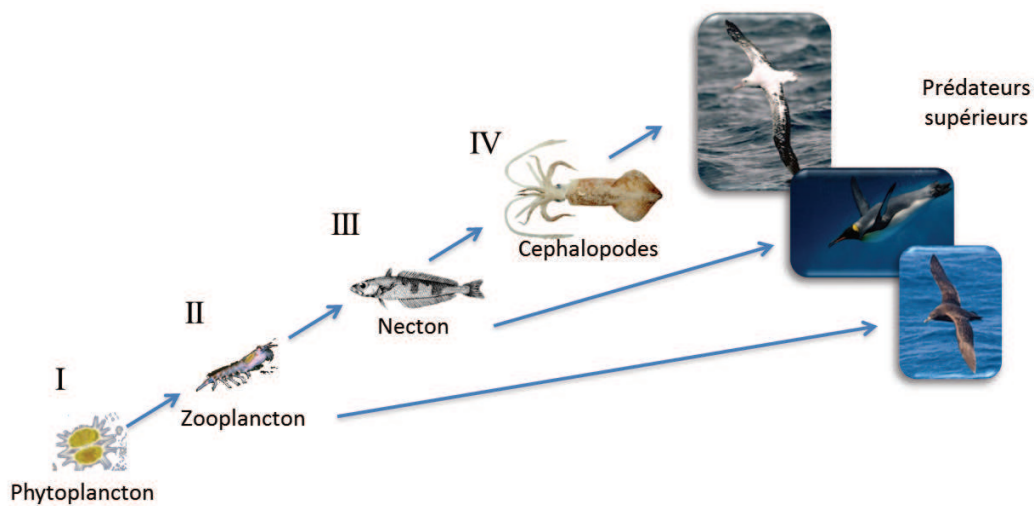 Prédateurs
supérieurs
IV
Cephalopodes
III
Necton
II
Zooplancton
I
Phytoplancton